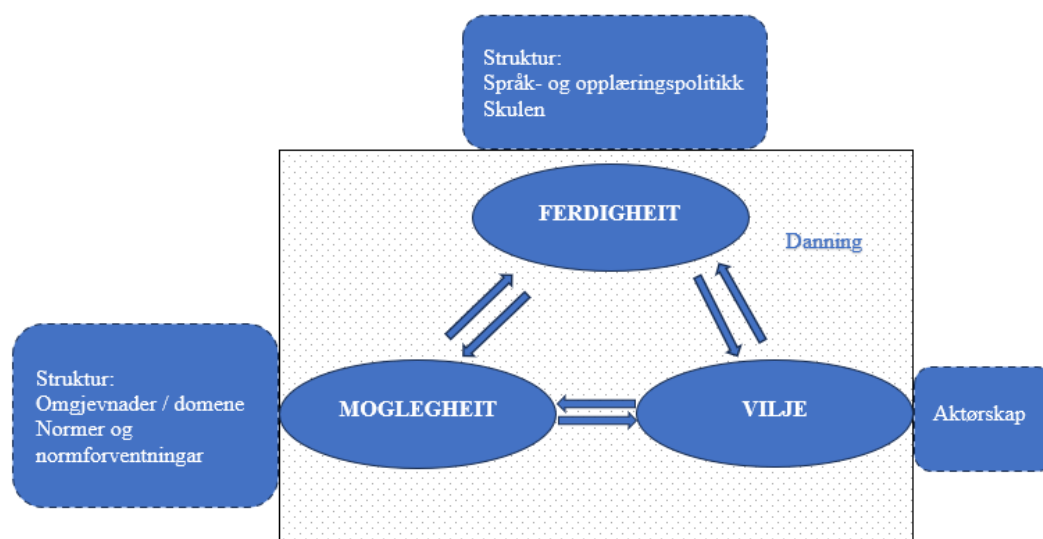 Struktur:
Språk- og opplæringspolitikk
Skulen
FERDIGHEIT
Danning
Struktur:
Omgjevnader / domene
Normer og
normforventningar
MOGLEGHEIT
VILJE
Aktørskap